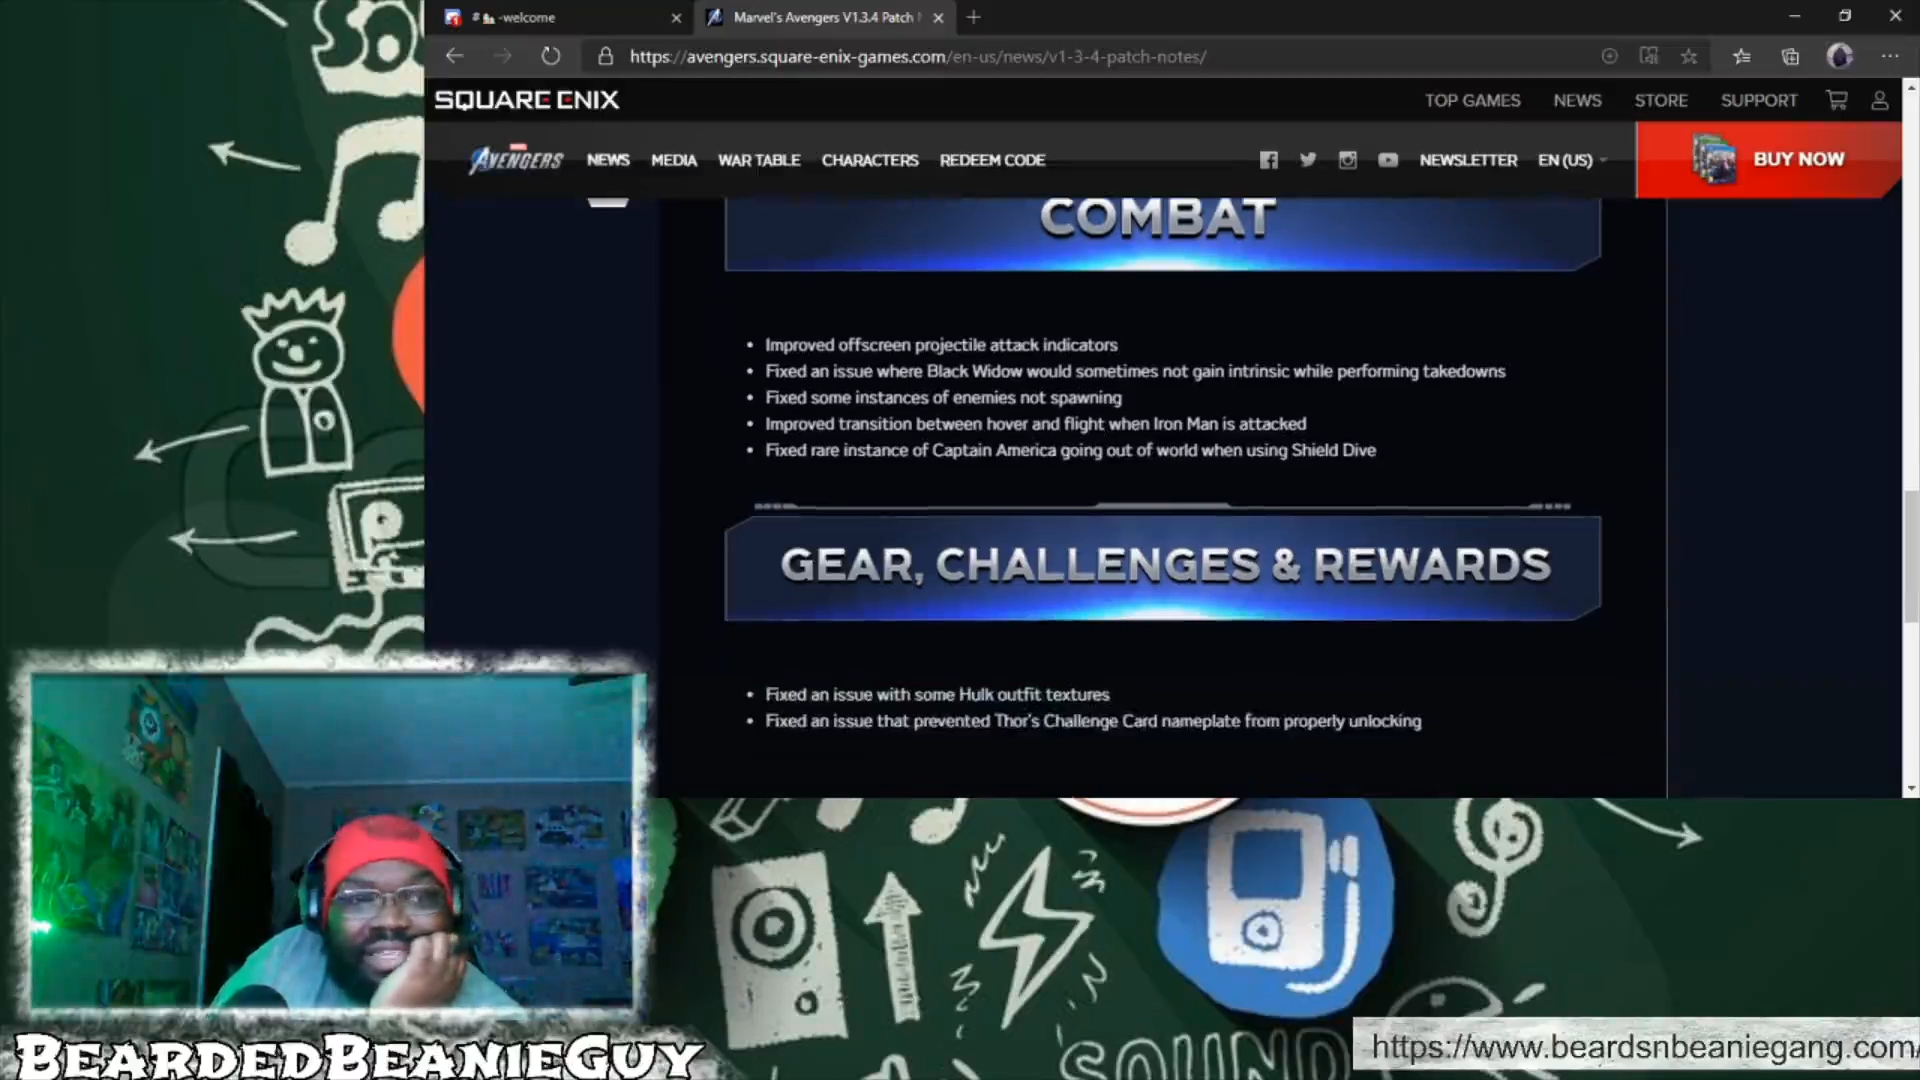 -welcome
Marvel's Avengers V1.3.4 Patch
https://avengers.square-enix-games.com/en-us/news/v1-3-4-patch-notes/
SQUARE ENIX
TOP GAMES NEWS STORE SUPPORT
MARVEL
AVENGERS
NEWS MEDIA WAR TABLE CHARACTERS REDEEM CODE
NEWSLETTER EN (US)
BUY NOW
COMBAT
• Improved offscreen projectile attack indicators
• Fixed an issue where Black Widow would sometimes not gain intrinsic while performing takedowns
• Fixed some instances of enemies not spawning
• Improved transition between hover and flight when Iron Man is attacked
• Fixed rare instance of Captain America going out of world when using Shield Dive
GEAR, CHALLENGES & REWARDS
• Fixed an issue with some Hulk outfit textures
• Fixed an issue that prevented Thor's Challenge Card nameplate from properly unlocking
SOUND
BEARDEDBEANIEGUY
https://www.beardsnbeaniegang.com/